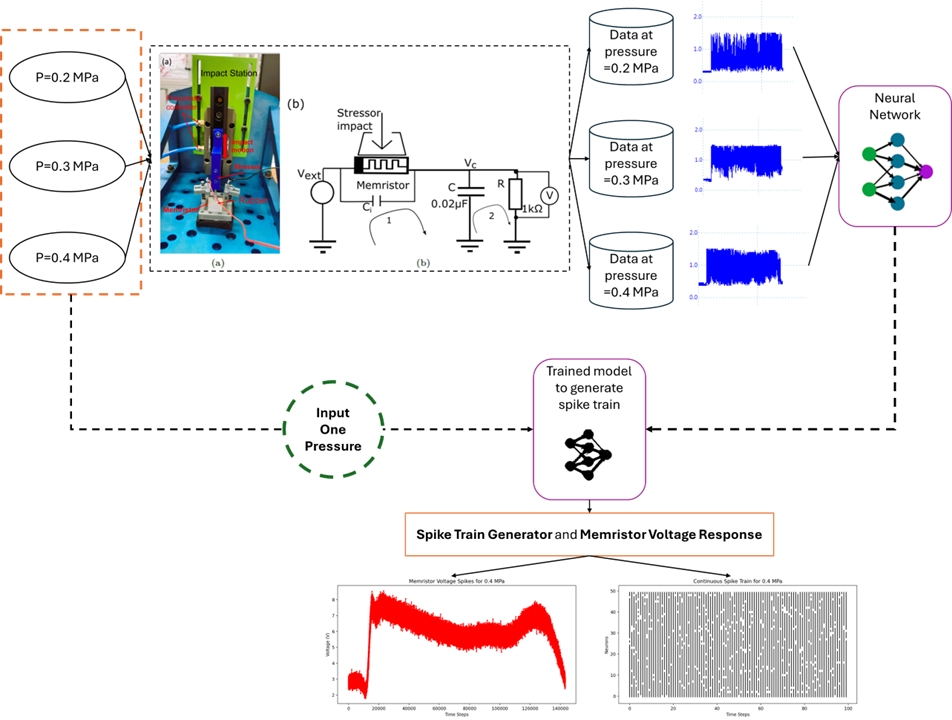 P=0.2 MPa
P=0.3 MPa
P=0.4 MPa
(a)
Impact Station
(a)
(b)
Stressor
impact
Vext
Memristor
Ci
1
VC
C
0.02μF
2
R
1kΩ
V
(b)
Data at
pressure
=0.2 MPa
Data at
pressure
=0.3 MPa
Data at
pressure
=0.4 MPa
2.0
1.0
0.0
2.0
1.0
0.0
2.0
1.0
0.0
Neural
Network
Input
One
Pressure
Trained model
to generate
spike train
Spike Train Generator and Memristor Voltage Response
Memristor Voltage Spikes for 0.4 MPa
Voltage (V)
8
7
6
5
4
3
2
0 20000 40000 60000 80000 100000 120000 140000
Time Steps
Continuous Spike Train for 0.4 MPa
Neurons
50
40
30
20
10
0
0 20 40 60 80 100
Time Steps